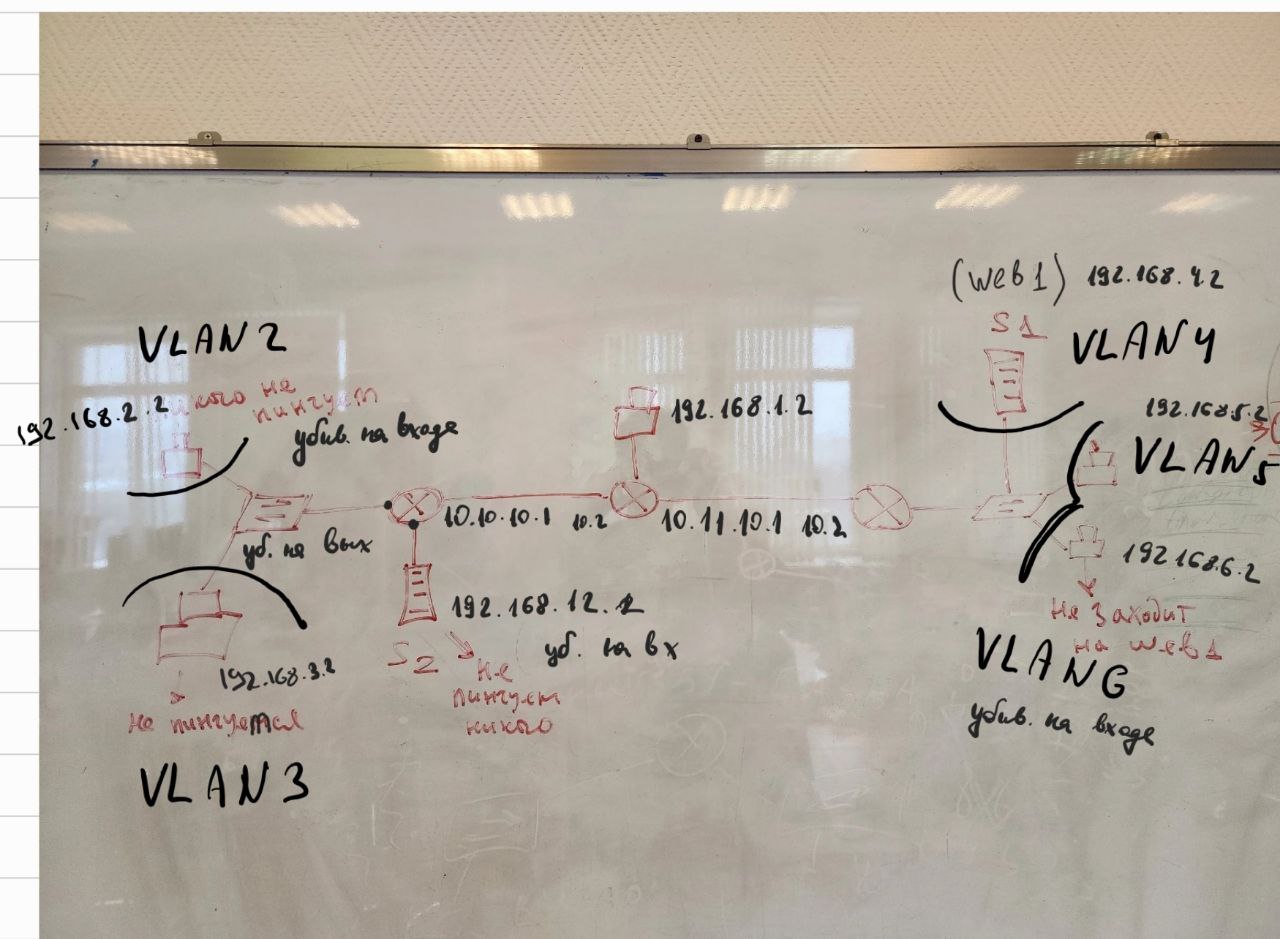 (web1) 192.168.4.2
S1
VLAN4
VLAN2
192.168.2.2
кого не
пингует
убив. на входе
192.168.1.2
192.168.5.2
VLAN5
10.10.10.1
10.2
10.11.10.1
10.2
уб. на вых
192.168.6.2
192.168.12.2
S2
уб. на вх
не
пингует
никого
Не заходит
на web1
192.168.3.2
не пингуется
VLAN6
убив. на входе
VLAN3